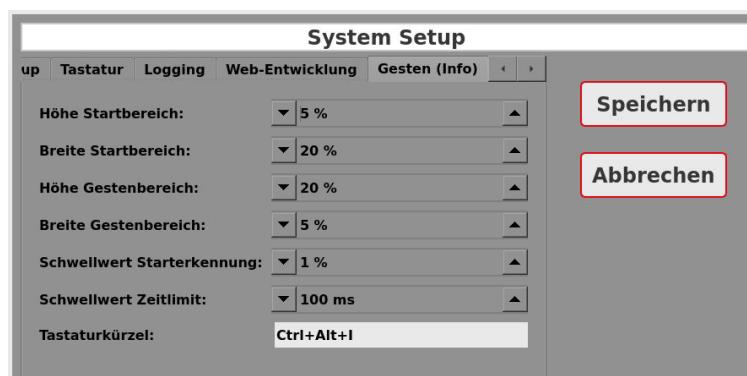 System Setup
up Tastatur Logging Web-Entwicklung Gesten (Info)
Höhe Startbereich: 5 %
Breite Startbereich: 20 %
Höhe Gestenbereich: 20 %
Breite Gestenbereich: 5 %
Schwellwert Starterkennung: 1 %
Schwellwert Zeitlimit: 100 ms
Tastaturkürzel: Ctrl+Alt+I
Speichern
Abbrechen